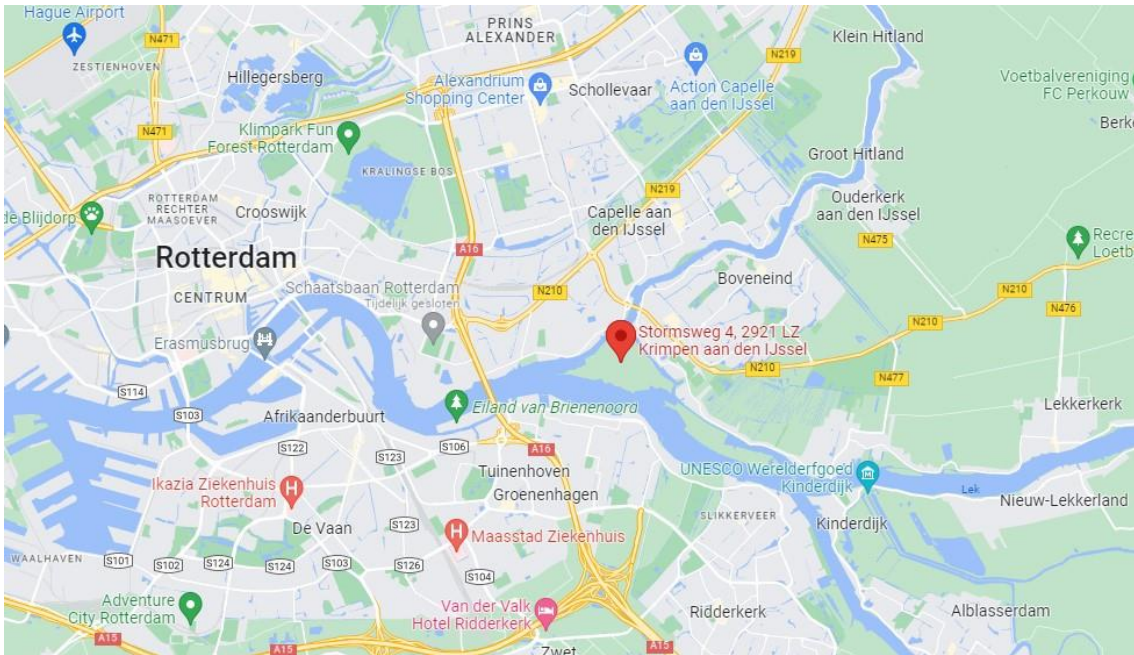 Hague Airport
ZESTIENHOVEN
N471
Hillegersberg
PRINS
ALEXANDER
Alexandrium
Shopping Center
Schollevaar
Action Capelle
aan den IJssel
N219
Klein Hitland
Voetbalvereniging
FC Perkouw
Berke
N471
Klimpark Fun
Forest Rotterdam
KRALINGSE BOS
Groot Hitland
ROTTERDAM
RECHTER
MAASOEVER
Crooswijk
N219
Ouderkerk
aan den IJssel
de Blijdorp
Capelle aan
den IJssel
N475
Recre
Loetb
A16
Rotterdam
CENTRUM
Schaatsbaan Rotterdam
Tijdelijk gesloten
N210
Boveneind
N210
N476
Erasmusbrug
Stormsweg 4, 2921 LZ
Krimpen aan den IJssel
N210
N210
N477
S114
S103
Afrikaanderbuurt
Eiland van Brienenoord
Lekkerkerk
S122
S123
S106
A16
Ikazia Ziekenhuis
Rotterdam
Tuinenhoven
Groenenhagen
UNESCO Werelderfgoed
Kinderdijk
Lek
Nieuw-Lekkerland
De Vaan
S123
Maasstad Ziekenhuis
SLIKKERVEER
Kinderdijk
WAALHAVEN
S101
S102
S124
S124
S103
S126
S104
Adventure
City Rotterdam
Van der Valk
Hotel Ridderkerk
Ridderkerk
Alblasserdam
A15
A15
Zwet